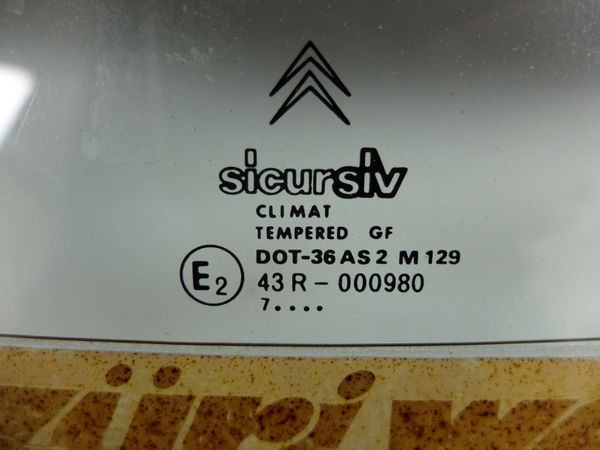 sicursiv
CLIMAT
TEMPERED GF
DOT-36 AS 2 M 129
E2 43 R - 000980
7....